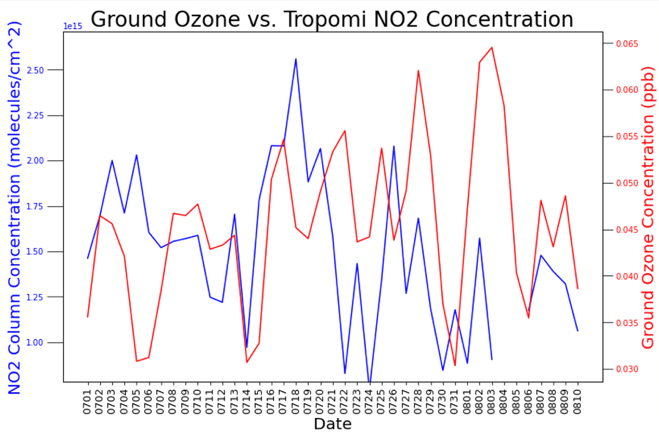 Ground Ozone vs. Tropomi NO2 Concentration
1e15
NO2 Column Concentration (molecules/cm^2)
2.50
2.25
2.00
1.75
1.50
1.25
1.00
0.065
0.060
0.055
0.050
0.045
0.040
0.035
0.030
Ground Ozone Concentration (ppb)
0701 0702 0703 0704 0705 0706 0707 0708 0709 0710 0711 0712 0713 0714 0715 0716 0717 0718 0719 0720 0721 0722 0723 0724 0725 0726 0727 0728 0729 0730 0731 0801 0802 0803 0804 0805 0806 0807 0808 0809 0810
Date